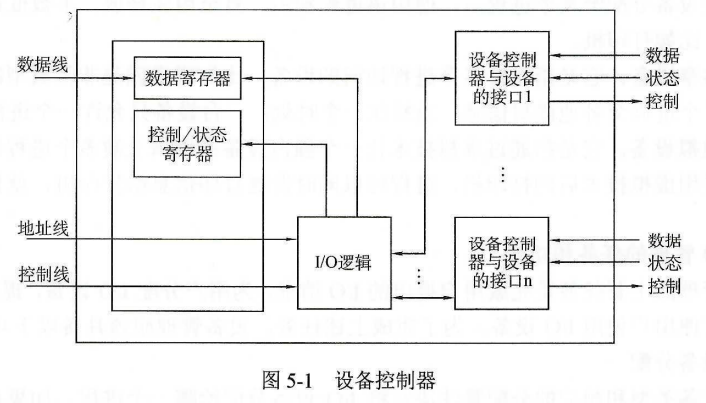 数据线
数据寄存器
控制/状态
寄存器
地址线
控制线
I/O逻辑
设备控制
器与设备
的接口1
数据
状态
控制
设备控制
器与设备
的接口n
数据
状态
控制
图 5-1 设备控制器